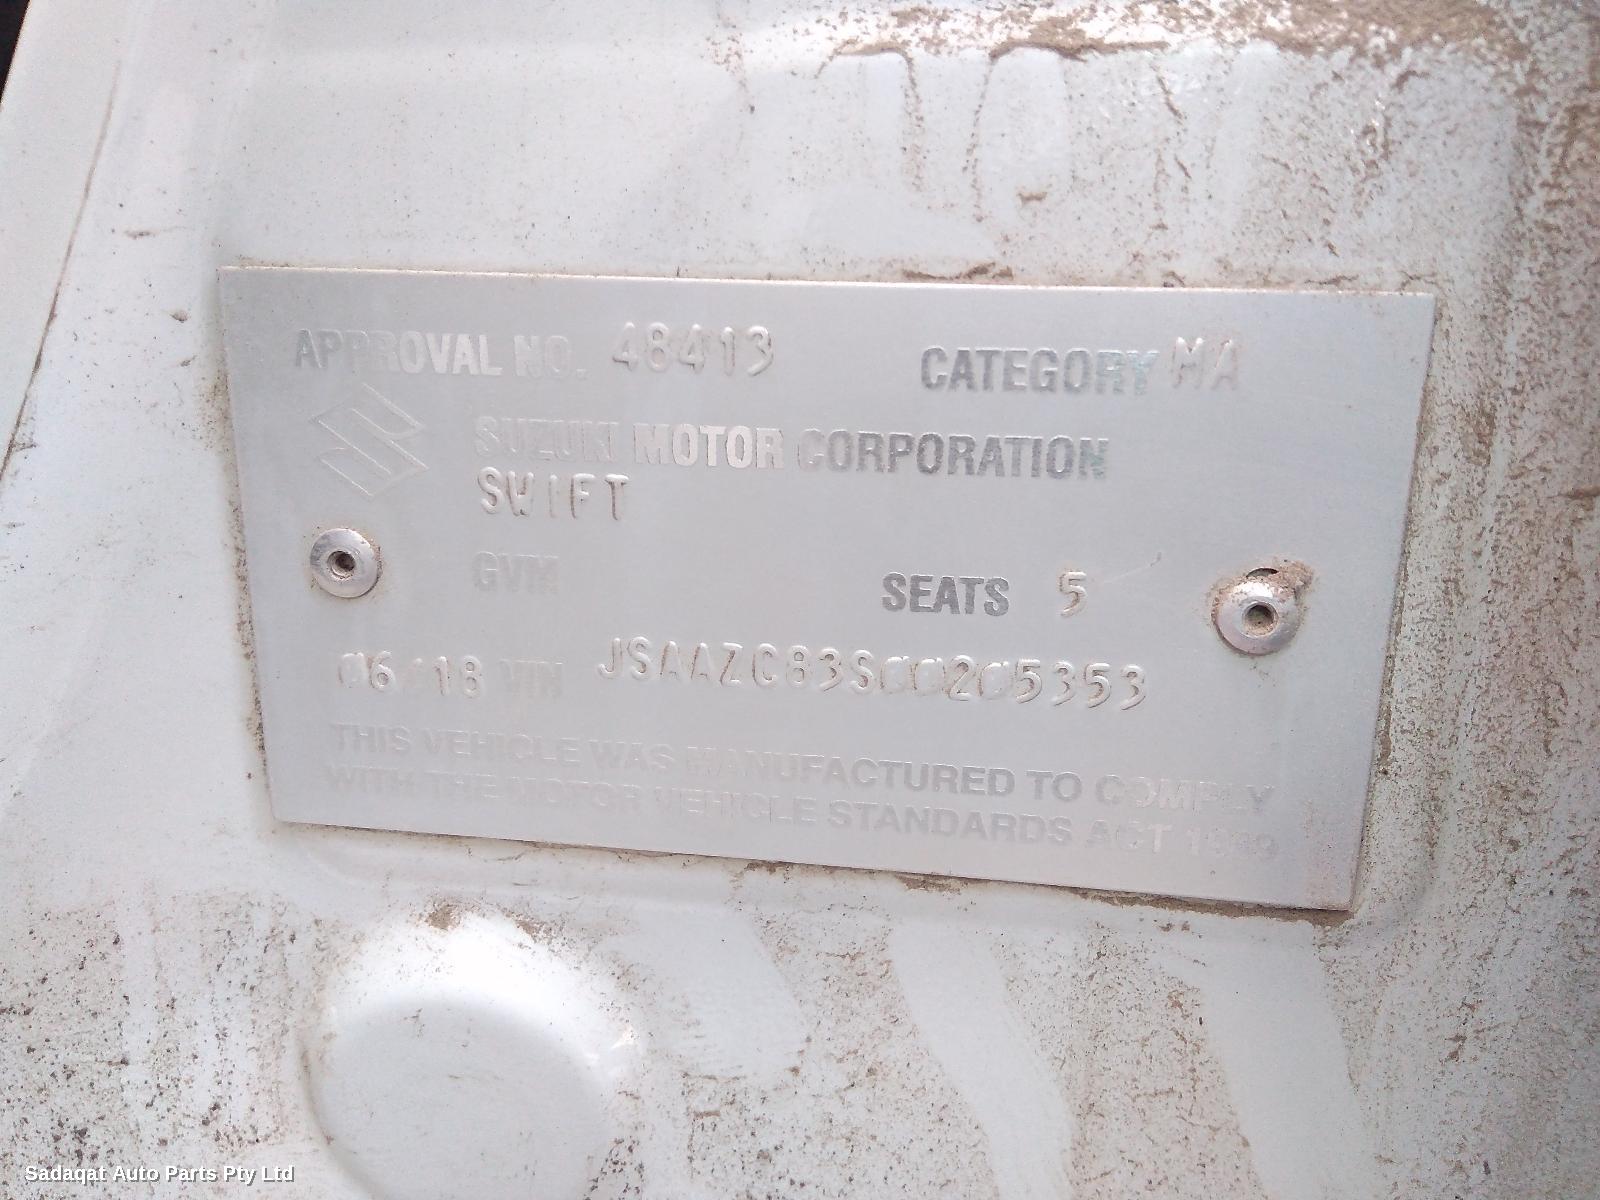 APPROVAL NO. 48413 CATEGORY MA
SUZUKI MOTOR CORPORATION
SWIFT
GVM SEATS 5
06 18 VIN JSAAZC83S00205353
THIS VEHICLE WAS MANUFACTURED TO COMPLY
WITH THE MOTOR VEHICLE STANDARDS ACT 1989
Sadaqat Auto Parts Pty Ltd